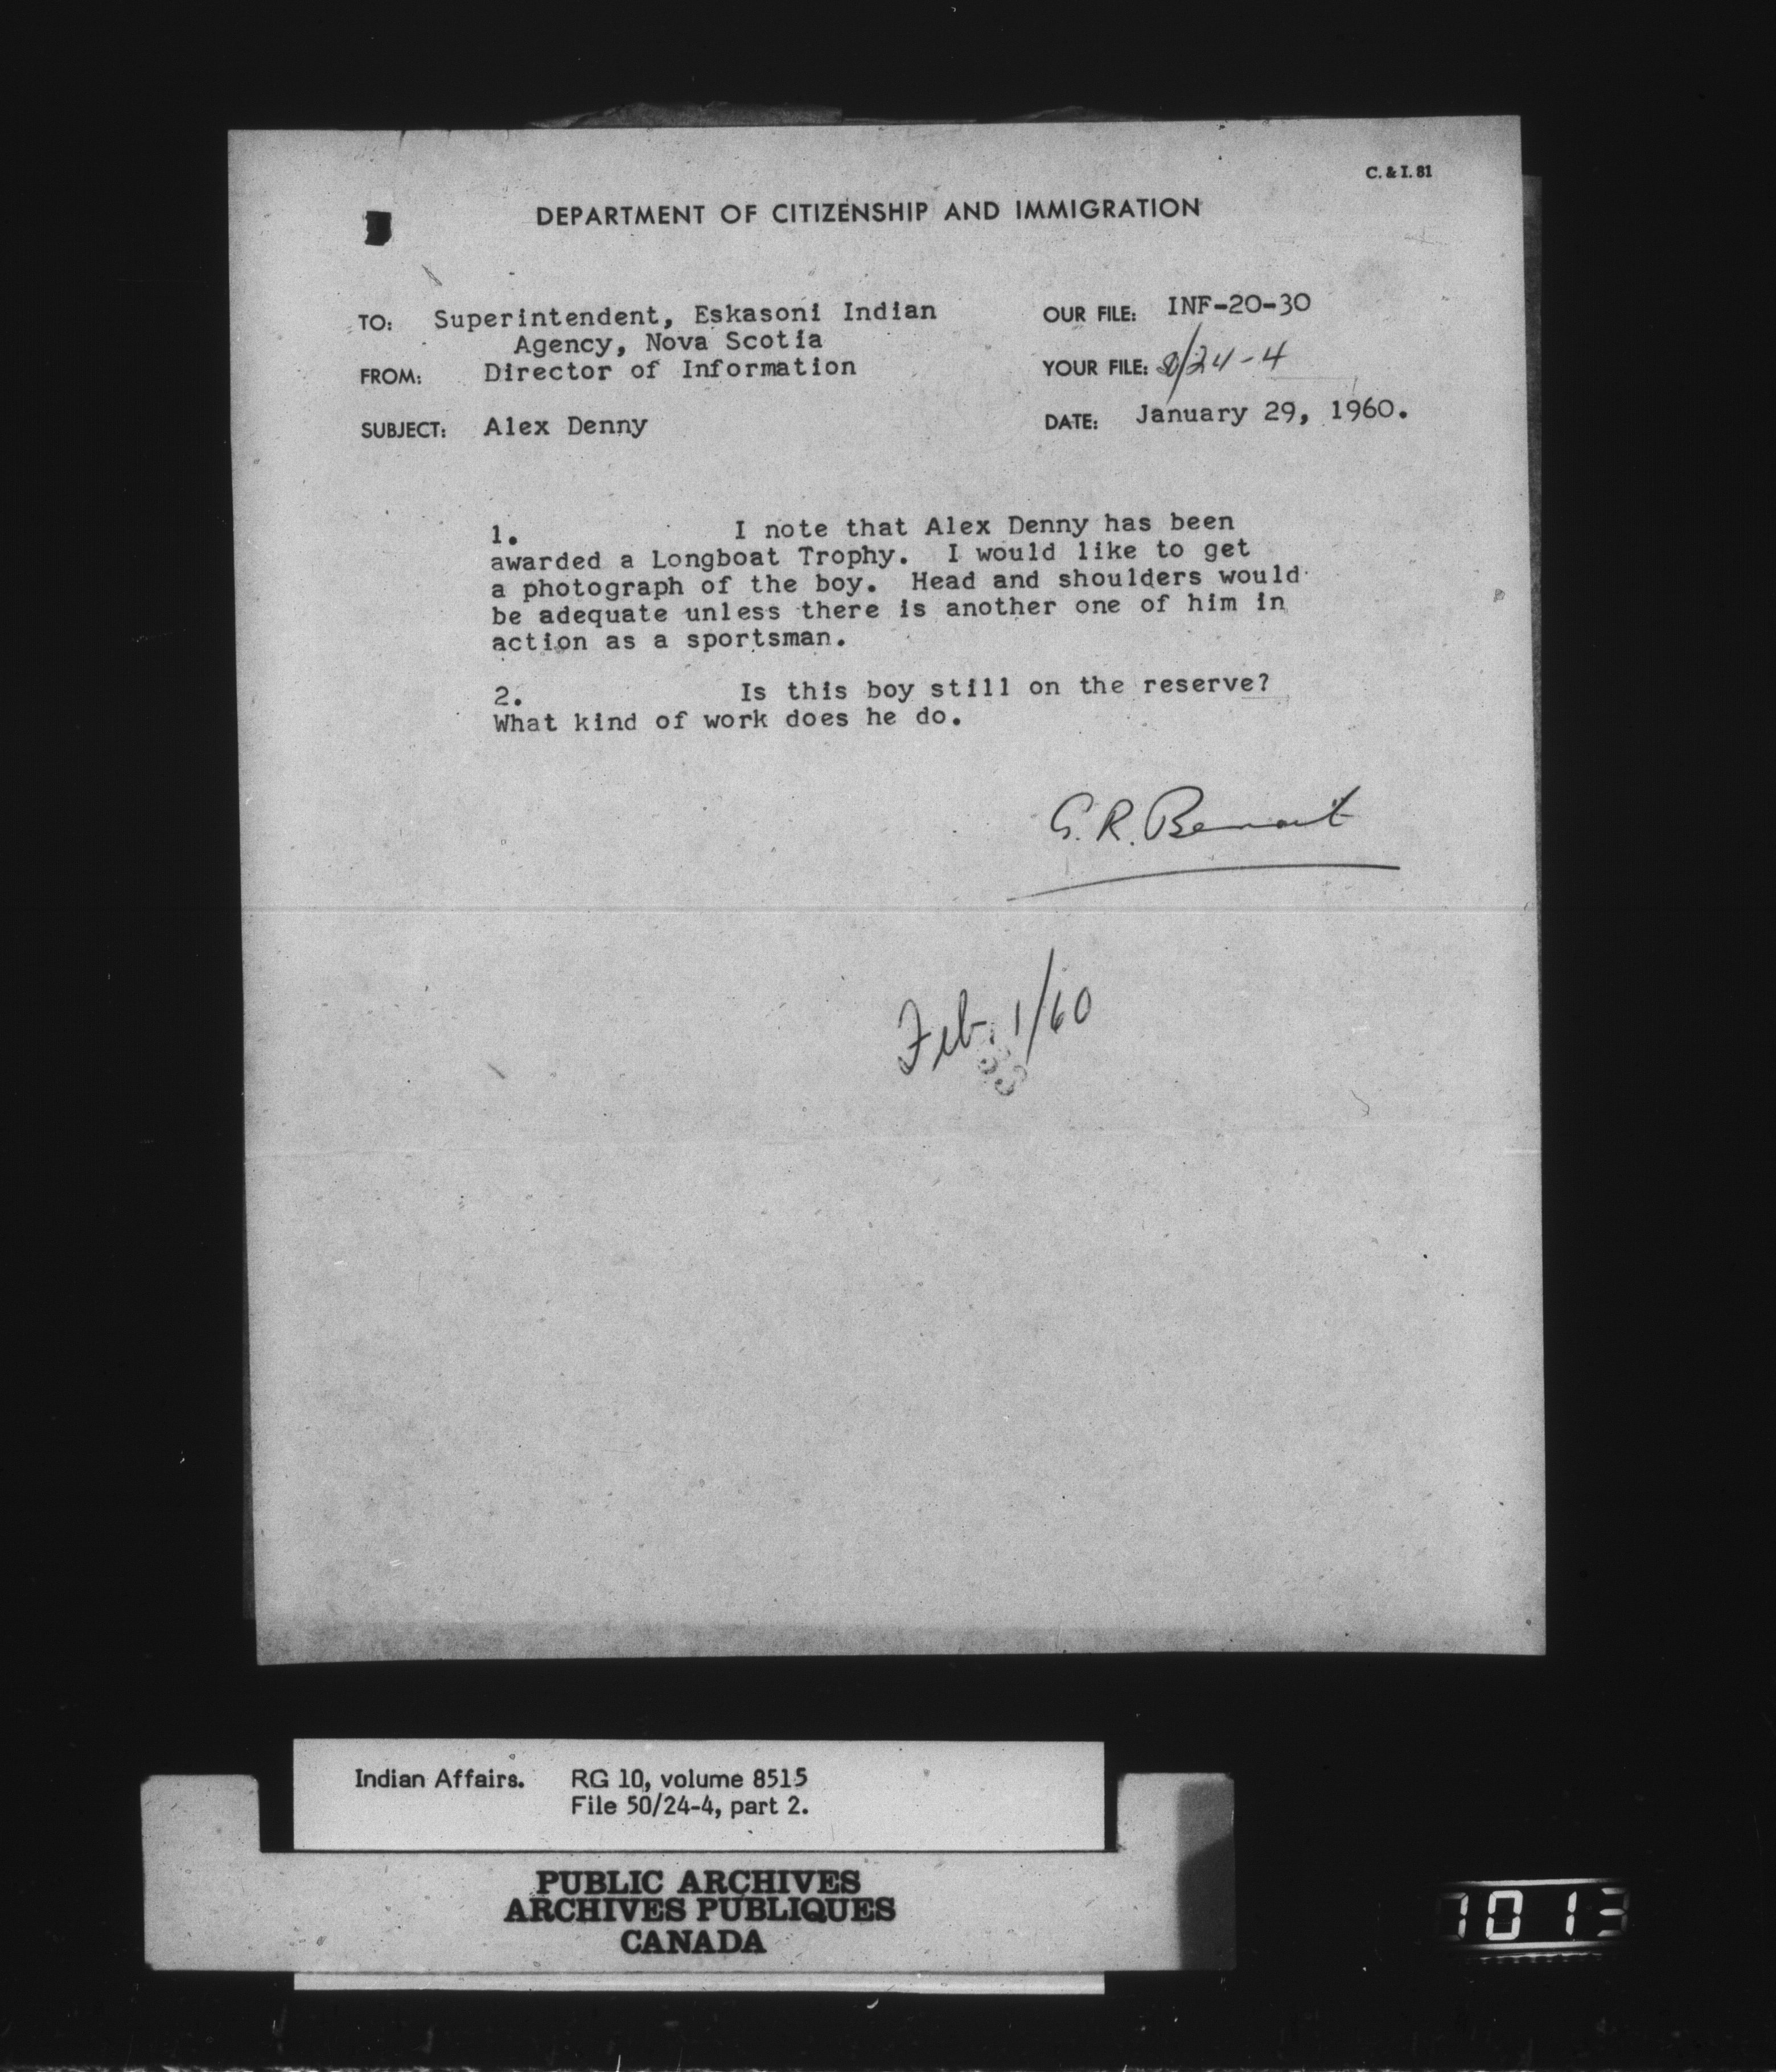 C. & I. 81
DEPARTMENT OF CITIZENSHIP AND IMMIGRATION
TO: Superintendent, Eskasoni Indian
Agency, Nova Scotia
FROM: Director of Information
SUBJECT: Alex Denny
OUR FILE: INF-20-30
YOUR FILE: /24-4
DATE: January 29, 1960.
1. I note that Alex Denny has been
awarded a Longboat Trophy. I would like to get
a photograph of the boy. Head and shoulders would
be adequate unless there is another one of him in
action as a sportsman.
2. Is this boy still on the reserve?
What kind of work does he do.
G. R. Benoit
Feb. 1/60
Indian Affairs. RG 10, volume 8515
File 50/24-4, part 2.
PUBLIC ARCHIVES
ARCHIVES PUBLIQUES
CANADA
1013